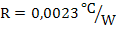 R = 0,0023 °C/W